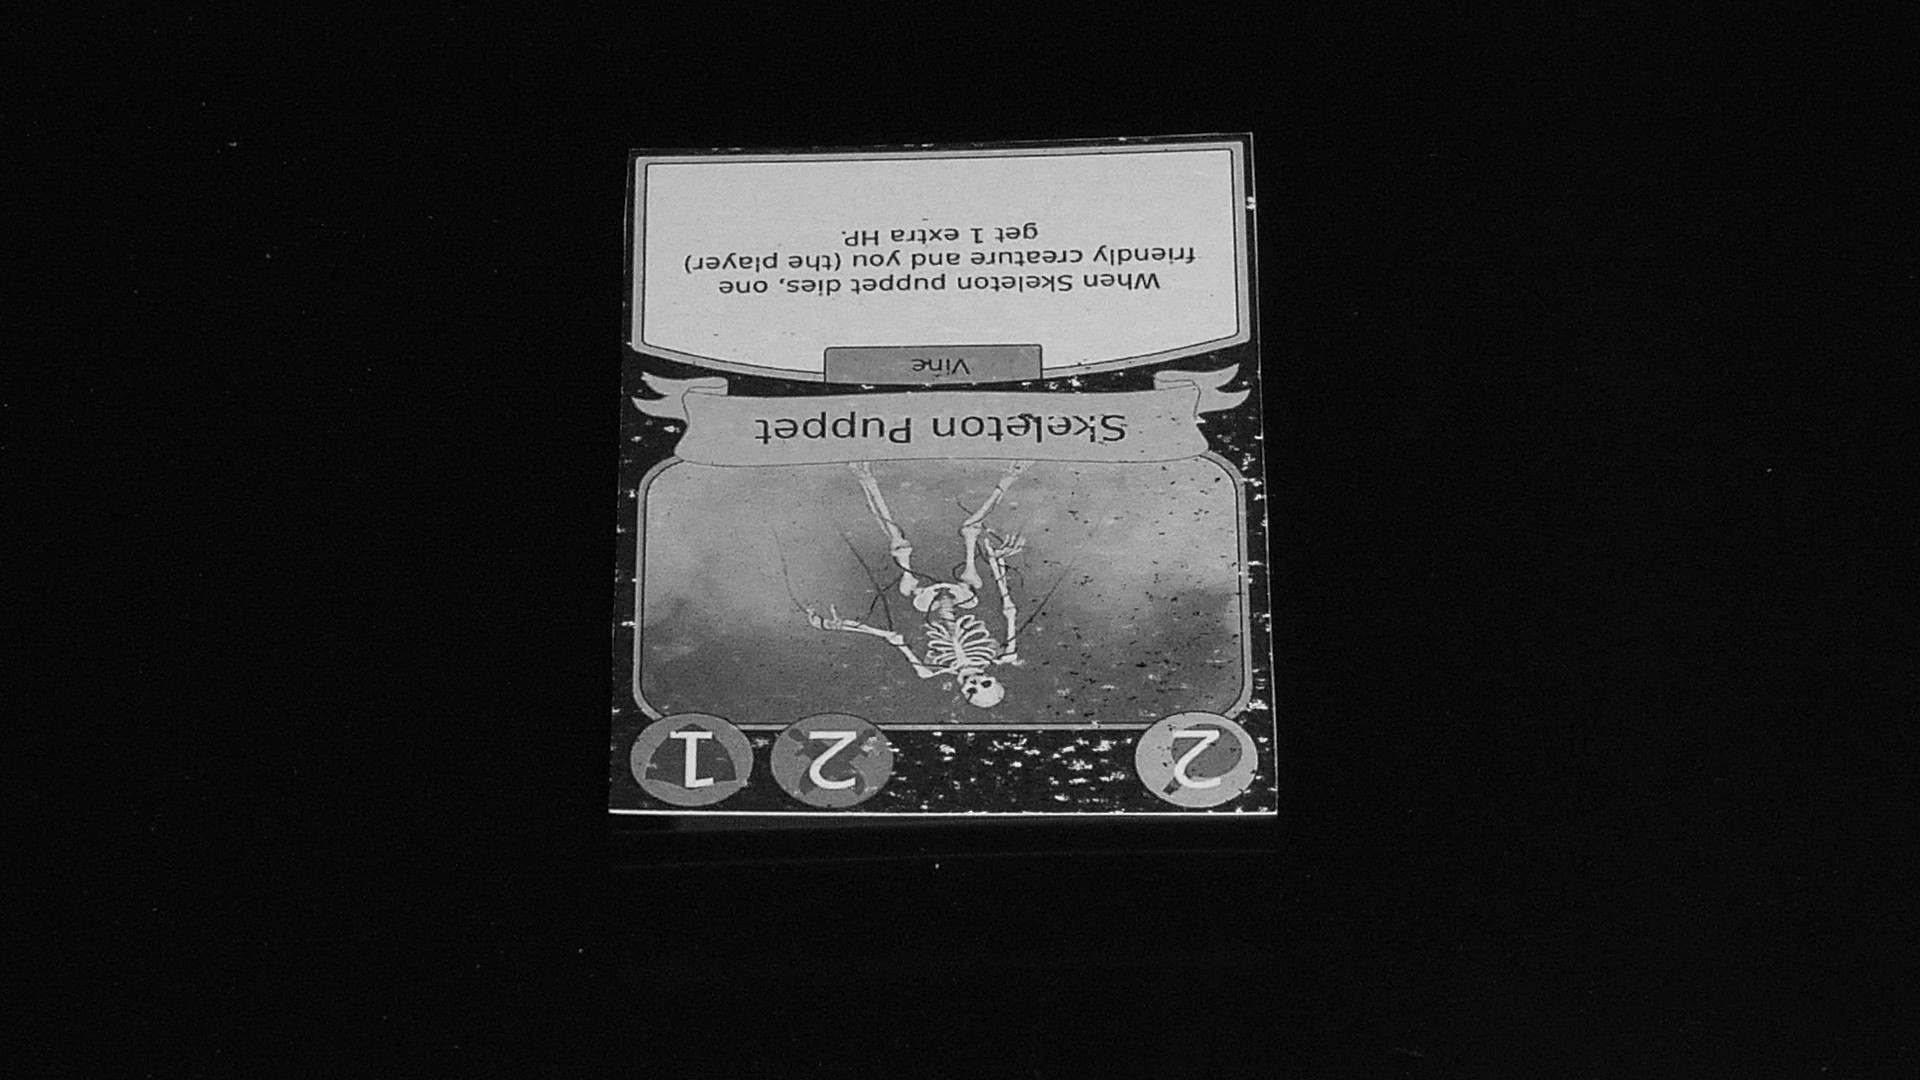 2 2 1
Skeleton Puppet
Vine
When Skeleton puppet dies, one
friendly creature and you (the player)
get 1 extra HP.